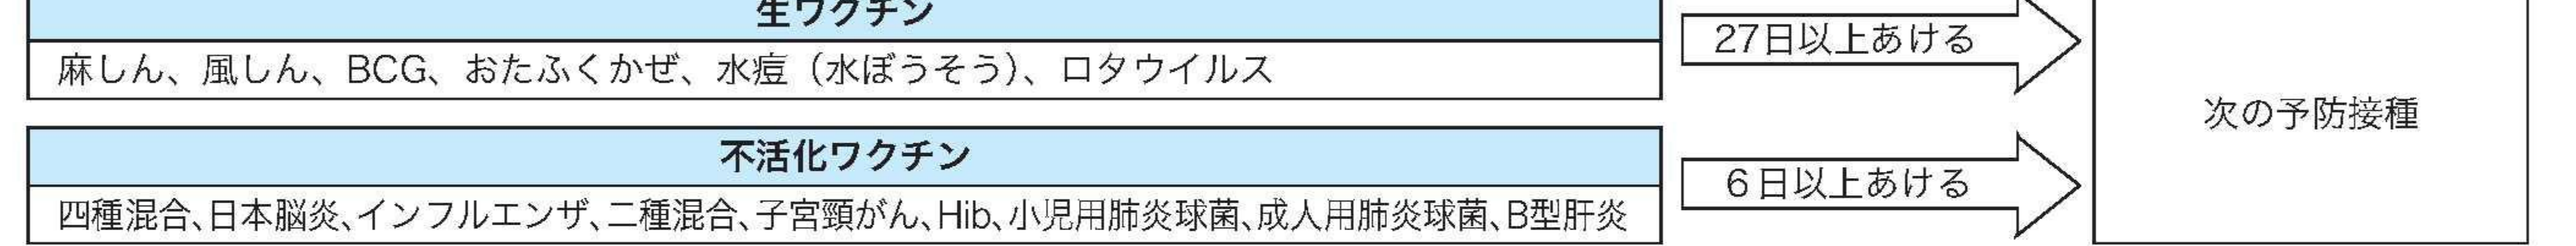 生ワクチン
27日以上あける
麻しん、風しん、BCG、おたふくかぜ、水痘（水ぼうそう）、ロタウイルス
次の予防接種
不活化ワクチン
6日以上あける
四種混合、日本脳炎、インフルエンザ、二種混合、子宮頸がん、Hib、小児用肺炎球菌、成人用肺炎球菌、B型肝炎